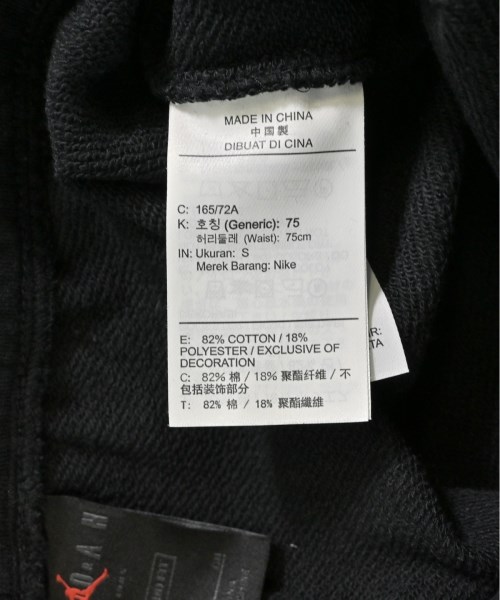 MADE IN CHINA
中国製
DIBUAT DI CINA
C: 165/72A
K: 호칭 (Generic): 75
허리둘레 (Waist): 75cm
IN: Ukuran: S
Merek Barang: Nike
E: 82% COTTON / 18%
POLYESTER / EXCLUSIVE OF
DECORATION
C: 82% 棉 / 18% 聚酯纤维 / 不
包括装饰部分
T: 82% 棉 / 18% 聚酯纖維
R:
TA